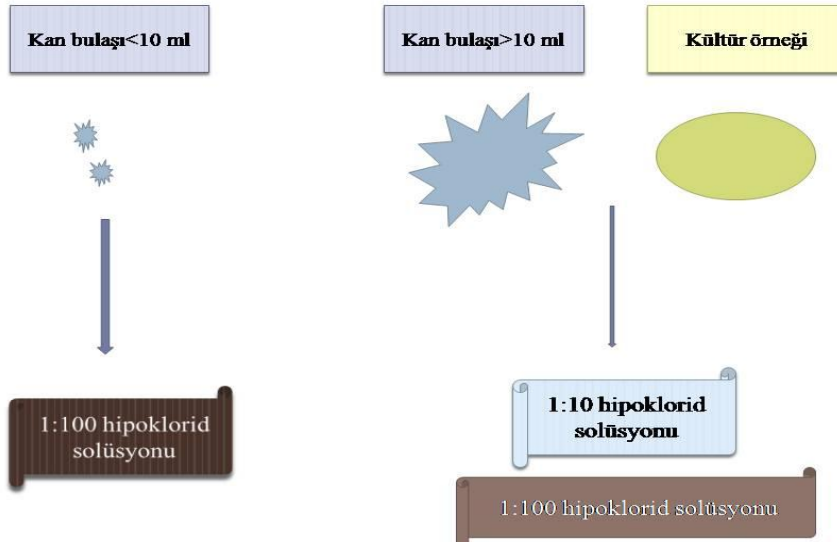 Kan bulaşı<10 ml
Kan bulaşı>10 ml
Kültür örneği
1:100 hipoklorid
solüsyonu
1:10 hipoklorid
solüsyonu
1:100 hipoklorid solüsyonu